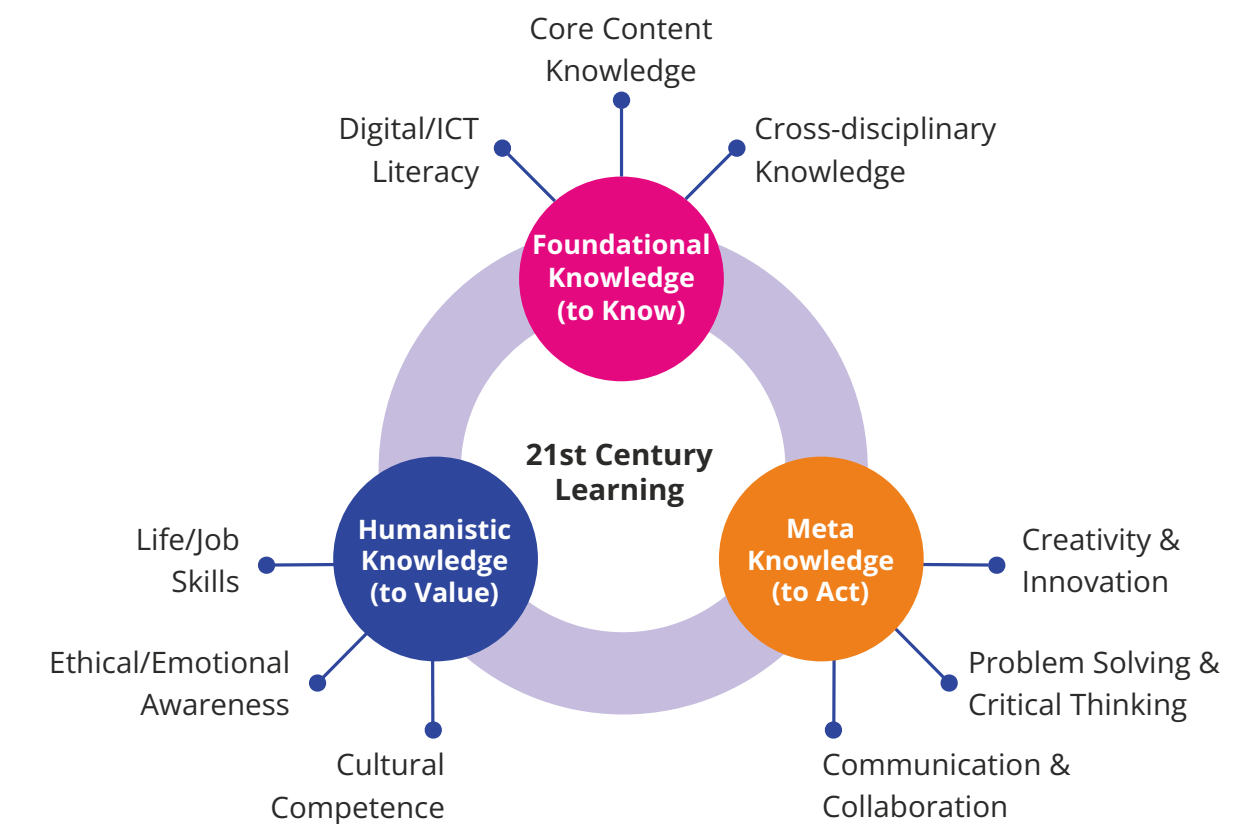 Core Content
Knowledge
Digital/ICT
Literacy
Cross-disciplinary
Knowledge
Foundational
Knowledge
(to Know)
21st Century
Learning
Humanistic
Knowledge
(to Value)
Meta
Knowledge
(to Act)
Life/Job
Skills
Ethical/Emotional
Awareness
Cultural
Competence
Creativity &
Innovation
Problem Solving &
Critical Thinking
Communication &
Collaboration